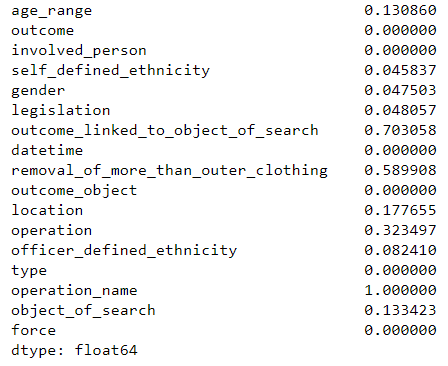 age_range 0.130860
outcome 0.000000
involved_person 0.000000
self_defined_ethnicity 0.045837
gender 0.047503
legislation 0.048057
outcome_linked_to_object_of_search 0.703058
datetime 0.000000
removal_of_more_than_outer_clothing 0.589908
outcome_object 0.000000
location 0.177655
operation 0.323497
officer_defined_ethnicity 0.082410
type 0.000000
operation_name 1.000000
object_of_search 0.133423
force 0.000000
dtype: float64